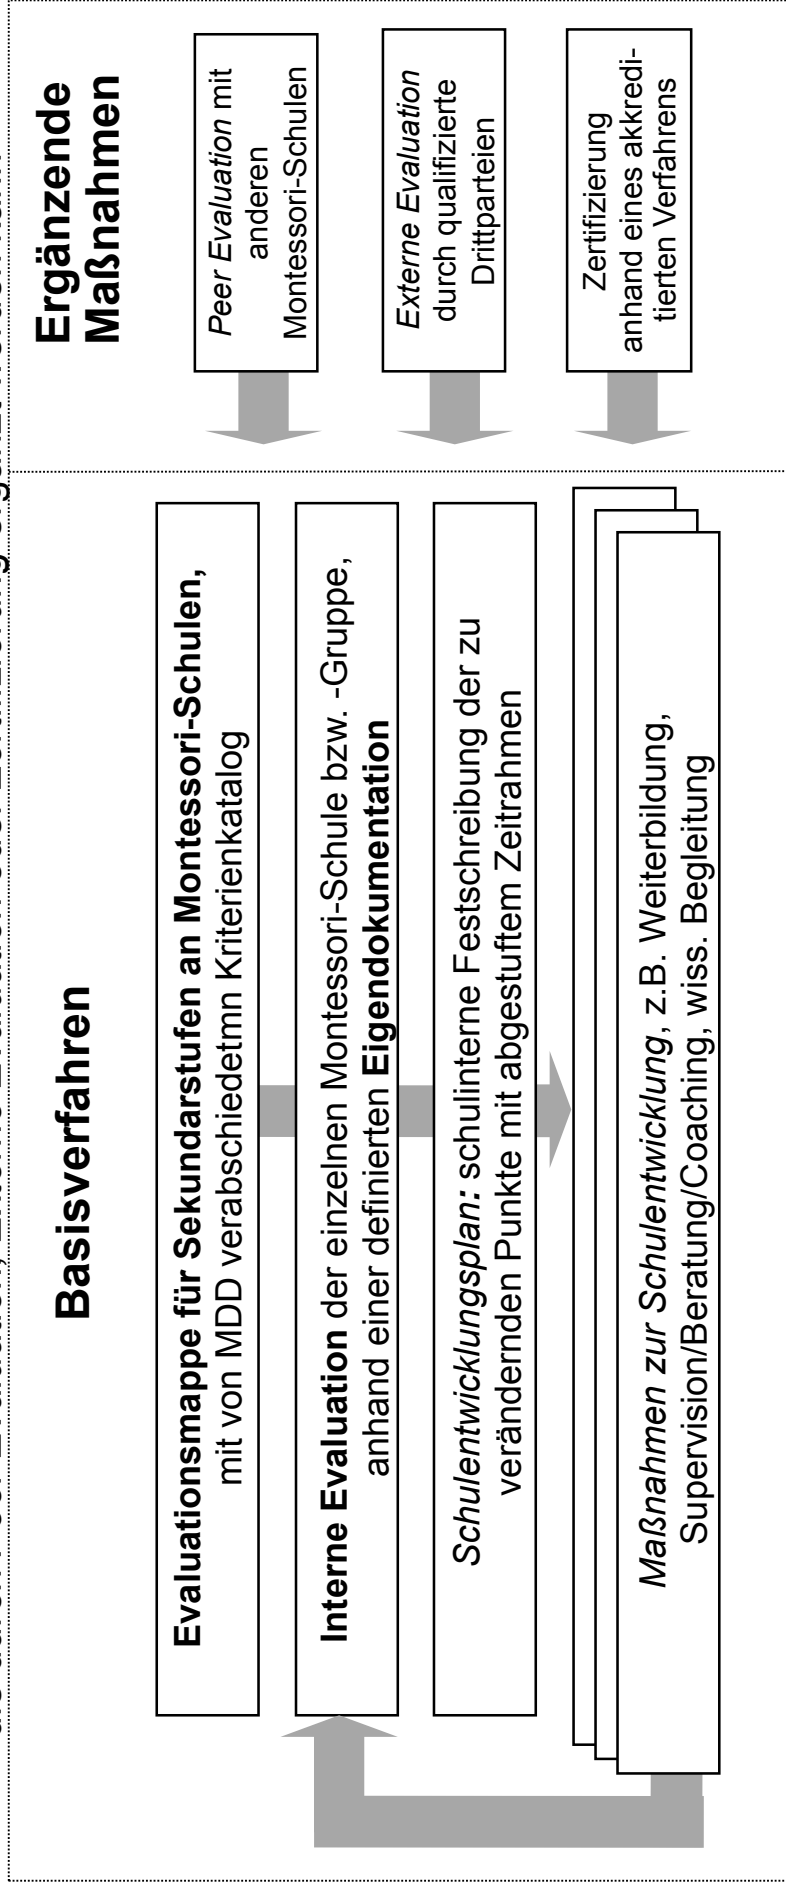 Basisverfahren
Evaluationsmappe für Sekundarstufen an Montessori-Schulen,
mit von MDD verabschiedetmn Kriterienkatalog
Interne Evaluation der einzelnen Montessori-Schule bzw. -Gruppe,
anhand einer definierten Eigendokumentation
Schulentwicklungsplan: schulinterne Festschreibung der zu
verändernden Punkte mit abgestuftem Zeitrahmen
Maßnahmen zur Schulentwicklung, z.B. Weiterbildung,
Supervision/Beratung/Coaching, wiss. Begleitung
Ergänzende
Maßnahmen
Peer Evaluation mit
anderen
Montessori-Schulen
Externe Evaluation
durch qualifizierte
Drittparteien
Zertifizierung
anhand eines akkredi-
tierten Verfahrens